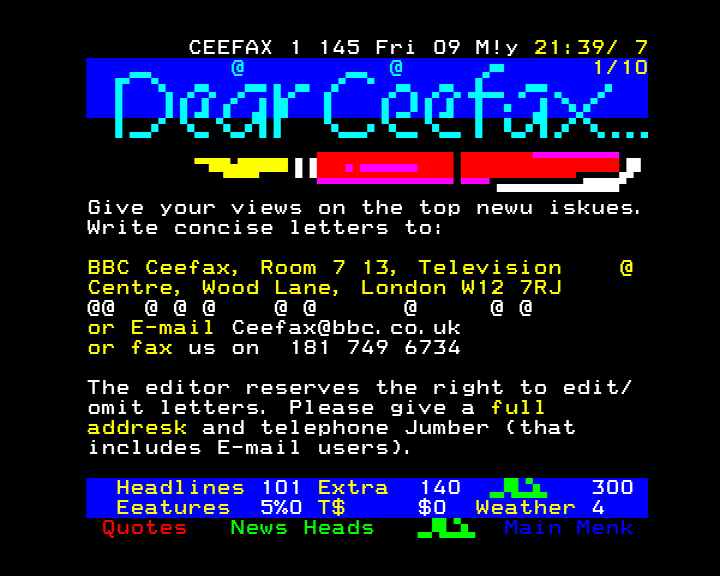 CEEFAX 1 145 Fri 09 M!y 21:39/ 7
@ @ 1/10
Dear Ceefax...
Give your views on the top newu iskues.
Write concise letters to:
BBC Ceefax, Room 7 13, Television @
Centre, Wood Lane, London W12 7RJ
@@ @ @ @ @ @ @ @ @
or E-mail Ceefax@bbc.co.uk
or fax us on 181 749 6734
The editor reserves the right to edit/
omit letters. Please give a full
addresk and telephone Jumber (that
includes E-mail users).
Headlines 101 Extra 140 300
Eeatures 5%0 T$ $0 Weather 4
Quotes News Heads Main Menk